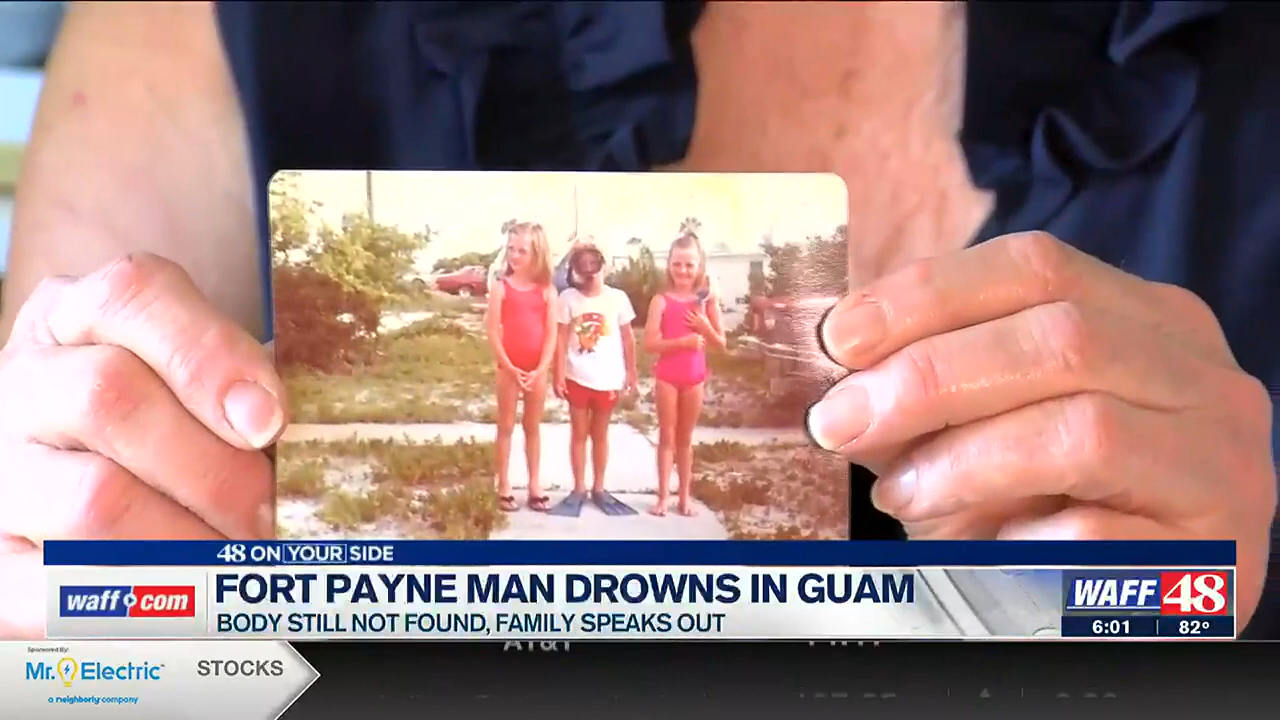 48 ON YOUR SIDE
waff com
FORT PAYNE MAN DROWNS IN GUAM
BODY STILL NOT FOUND, FAMILY SPEAKS OUT
WAFF 48
6:01 82°
Sponsored By:
Mr. Electric
a neighborly company
STOCKS
AT&T